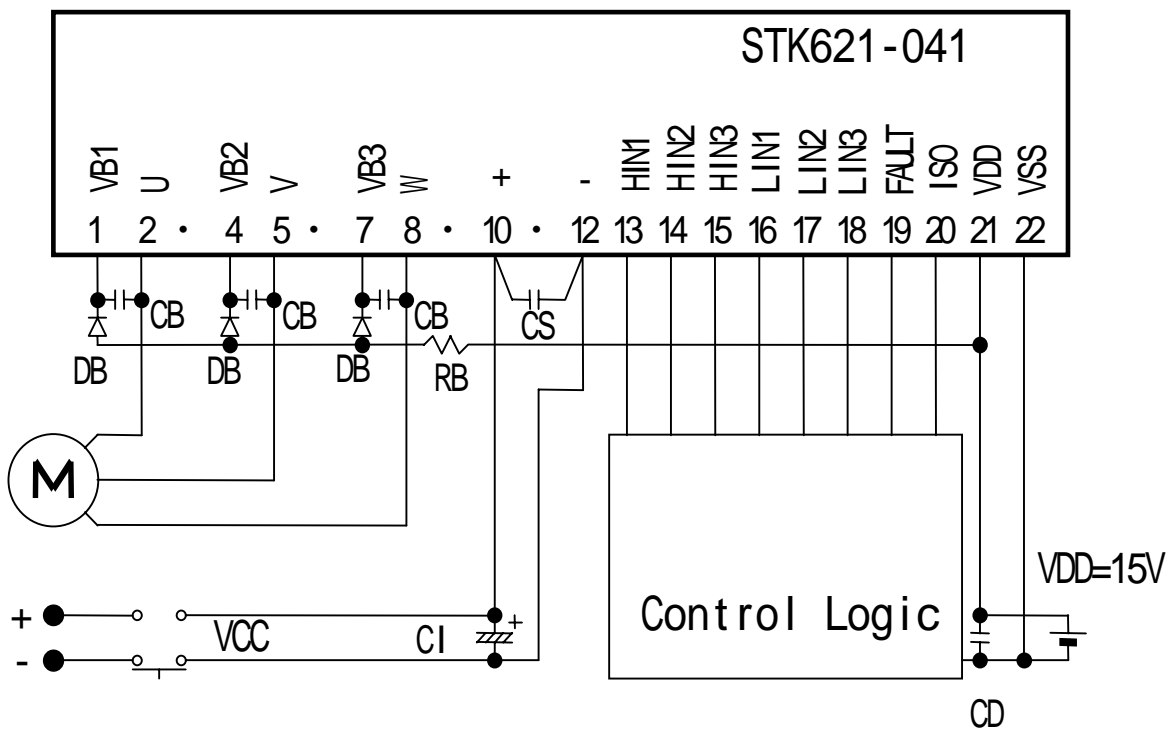 STK621-041
VB1 U VB2 V VB3 W + - HIN1 HIN2 HIN3 LIN1 LIN2 LIN3 FAULT ISO VDD VSS
1 2 · 4 5 · 7 8 · 10 · 12 13 14 15 16 17 18 19 20 21 22
CB CB CB CS
DB DB DB RB
M
VDD=15V
+ VCC CI + Control Logic
-
CD